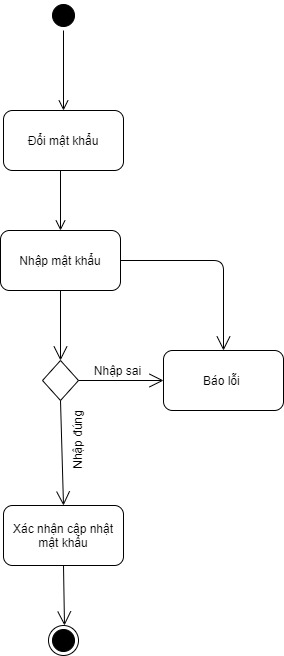 Đổi mật khẩu
Nhập mật khẩu
Nhập sai
Báo lỗi
Nhập đúng
Xác nhận cập nhật
mật khẩu